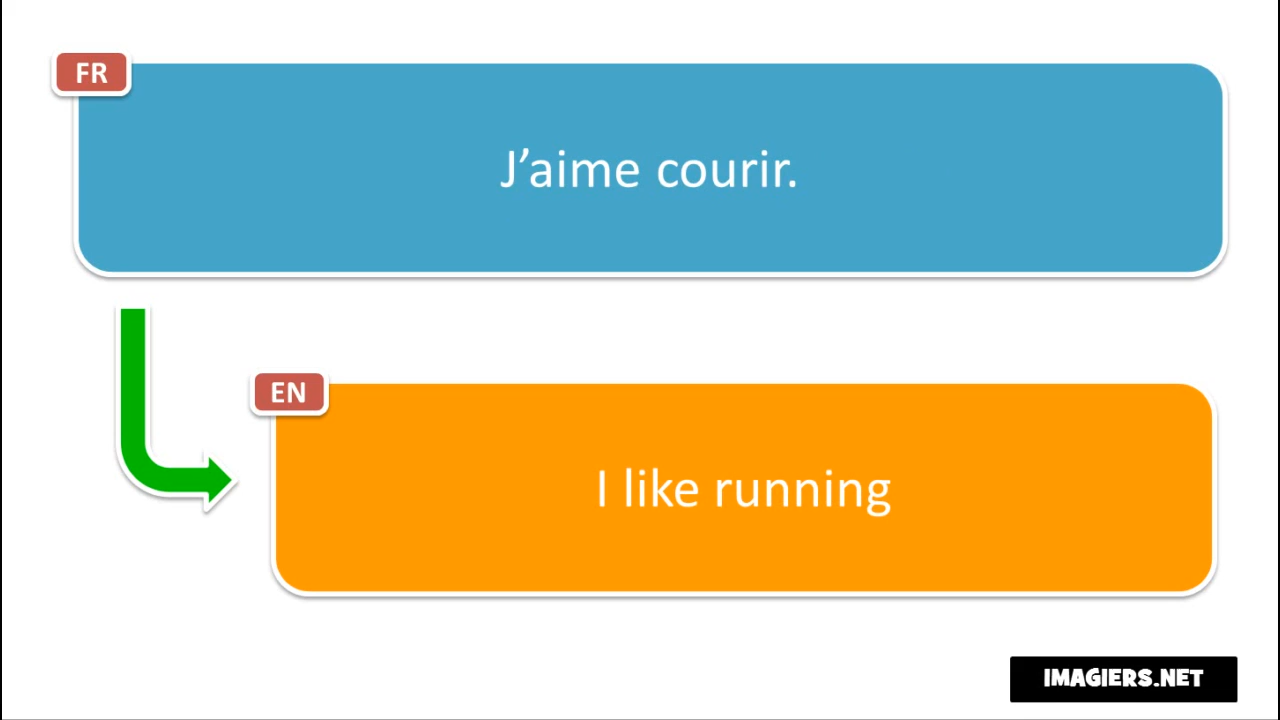 FR
J’aime courir.
EN
I like running
IMAGIERS.NET